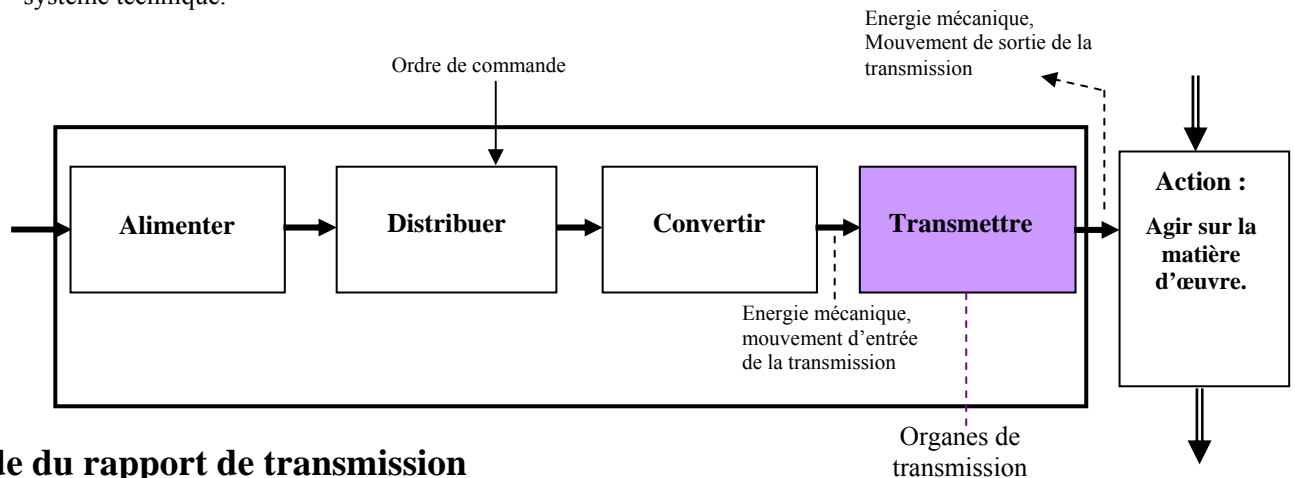 système technique.
Energie mécanique,
Mouvement de sortie de la
transmission
Ordre de commande
Alimenter
Distribuer
Convertir
Transmettre
Action :
Agir sur la
matière
d’œuvre.
Energie mécanique,
mouvement d’entrée
de la transmission
Organes de
transmission
de du rapport de transmission